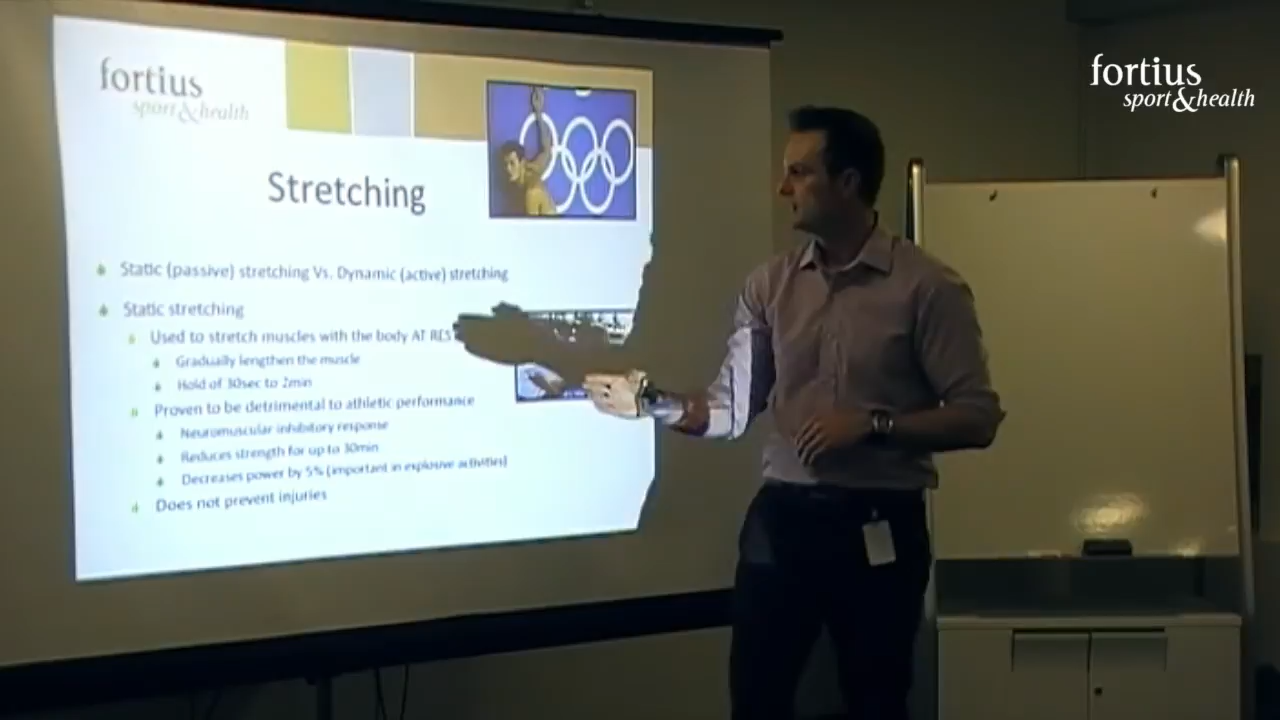 fortius
sport&health
fortius
sport&health
Stretching
Static (passive) stretching Vs. Dynamic (active) stretching
Static stretching
Used to stretch muscles with the body AT RES
Gradually lengthen the muscle
Hold of 30sec to 2min
Proven to be detrimental to athletic performance
Neuromuscular inhibitory response
Reduces strength for up to 30min
Decreases power by 5% (important in explosive activities)
Does not prevent injuries